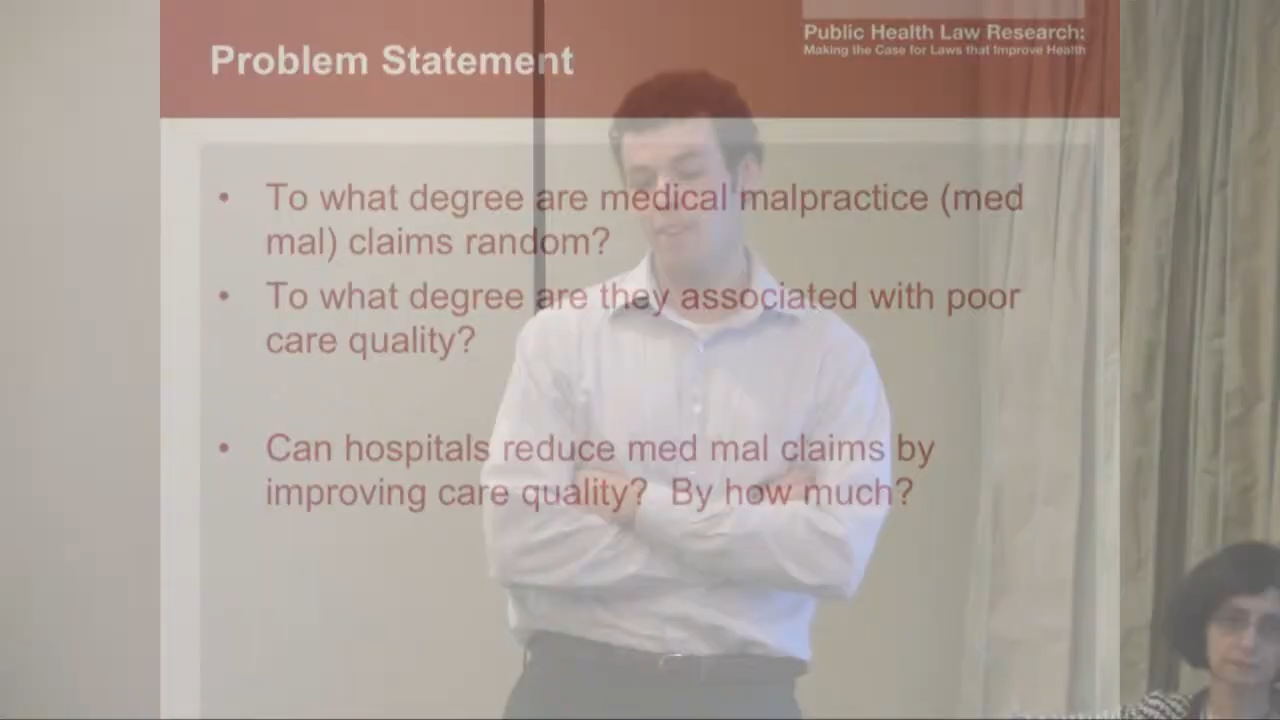 Problem Statement
Public Health Law Research:
Making the Case for Laws that Improve Health
• To what degree are medical malpractice (med
mal) claims random?
• To what degree are they associated with poor
care quality?
• Can hospitals reduce med mal claims by
improving care quality? By how much?